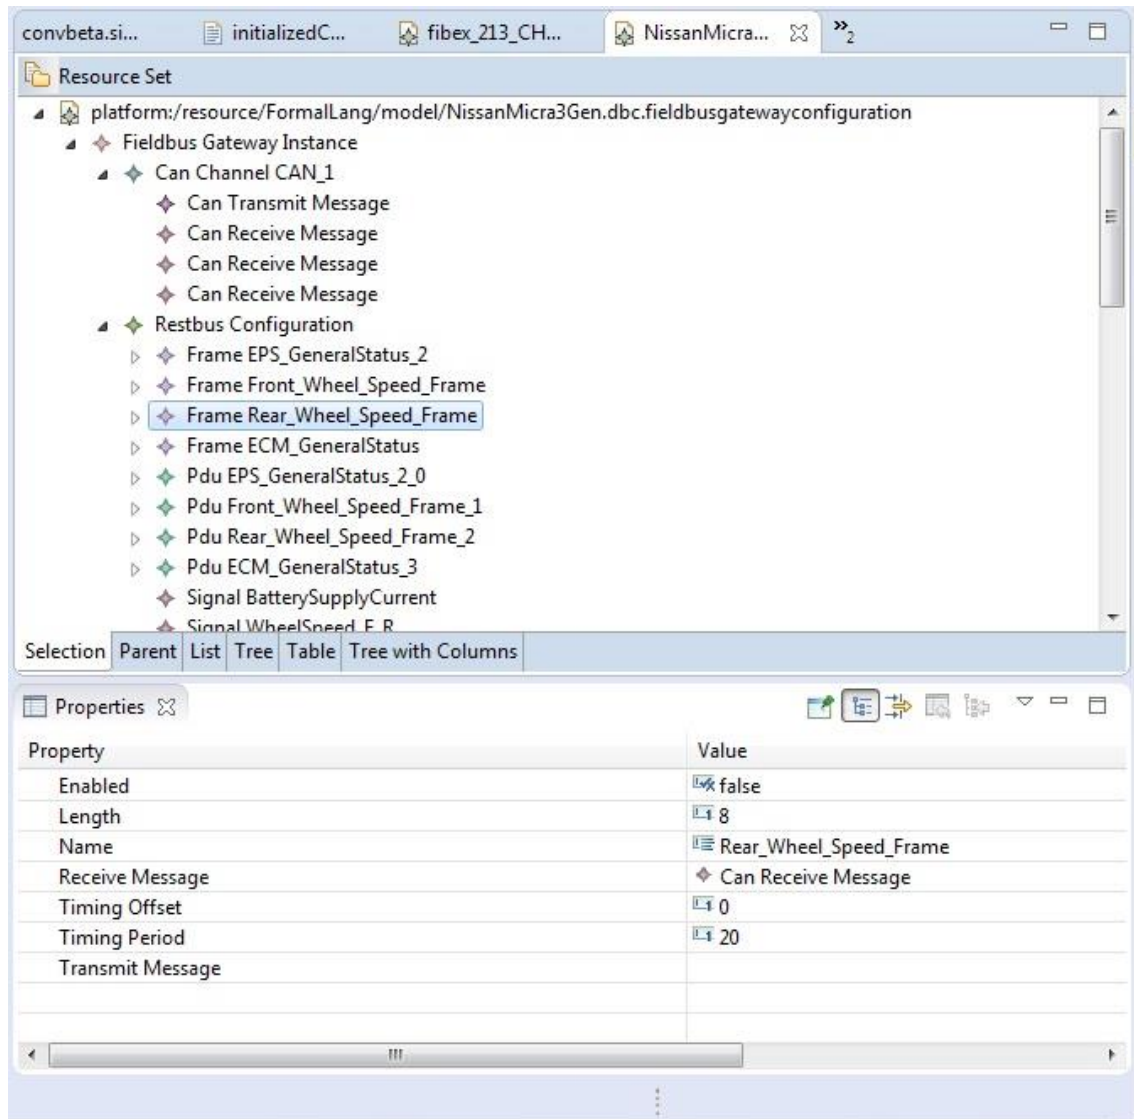 convbeta.si... initializedC... fibex_213_CH... NissanMicra... »2
Resource Set
platform:/resource/FormalLang/model/NissanMicra3Gen.dbc.fieldbusgatewayconfiguration
Fieldbus Gateway Instance
Can Channel CAN_1
Can Transmit Message
Can Receive Message
Can Receive Message
Can Receive Message
Restbus Configuration
Frame EPS_GeneralStatus_2
Frame Front_Wheel_Speed_Frame
Frame Rear_Wheel_Speed_Frame
Frame ECM_GeneralStatus
Pdu EPS_GeneralStatus_2_0
Pdu Front_Wheel_Speed_Frame_1
Pdu Rear_Wheel_Speed_Frame_2
Pdu ECM_GeneralStatus_3
Signal BatterySupplyCurrent
Signal WheelSpeed_F_R
Selection Parent List Tree Table Tree with Columns
Properties
Property Value
Enabled false
Length 8
Name Rear_Wheel_Speed_Frame
Receive Message Can Receive Message
Timing Offset 0
Timing Period 20
Transmit Message